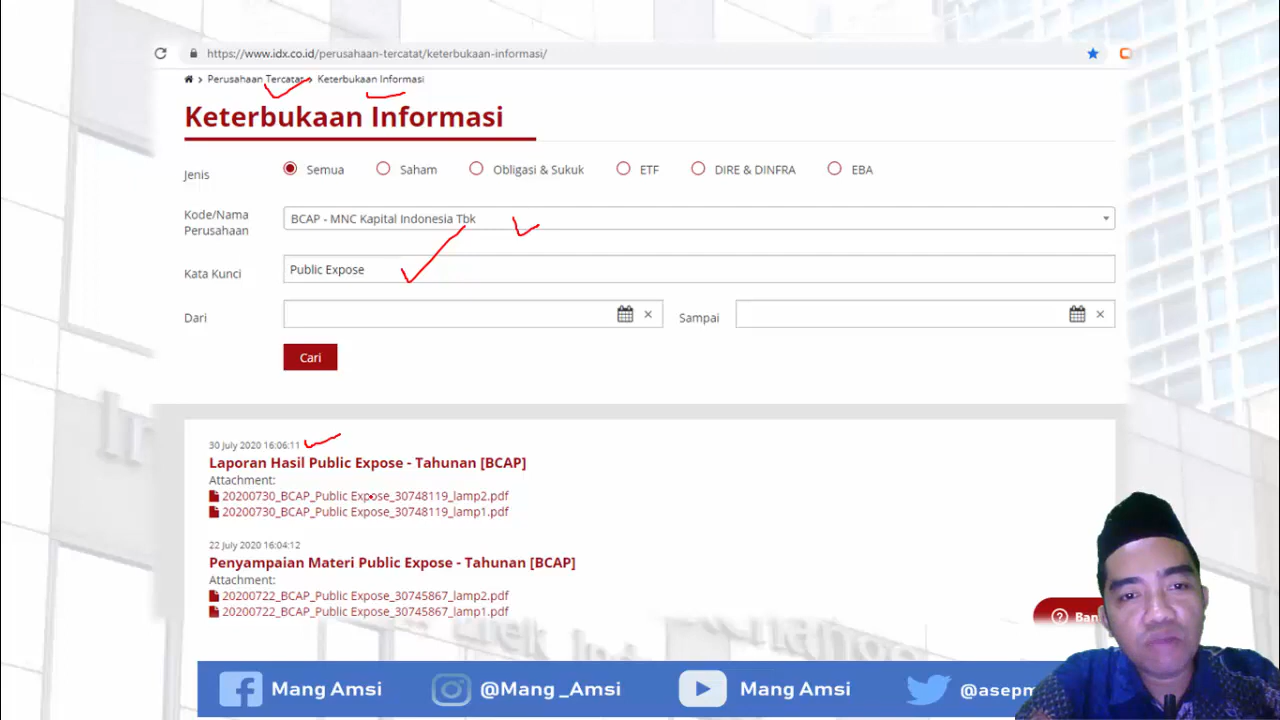 https://www.idx.co.id/perusahaan-tercatat/keterbukaan-informasi/
Perusahaan Tercatat > Keterbukaan Informasi
Keterbukaan Informasi
Jenis
Semua Saham Obligasi & Sukuk ETF DIRE & DINFRA EBA
Kode/Nama
Perusahaan
BCAP - MNC Kapital Indonesia Tbk
Kata Kunci
Public Expose
Dari
Sampai
Cari
30 July 2020 16:06:11
Laporan Hasil Public Expose - Tahunan [BCAP]
Attachment:
20200730_BCAP_Public Expose_30748119_lamp2.pdf
20200730_BCAP_Public Expose_30748119_lamp1.pdf
22 July 2020 16:04:12
Penyampaian Materi Public Expose - Tahunan [BCAP]
Attachment:
20200722_BCAP_Public Expose_30745867_lamp2.pdf
20200722_BCAP_Public Expose_30745867_lamp1.pdf
Mang Amsi @Mang _Amsi Mang Amsi